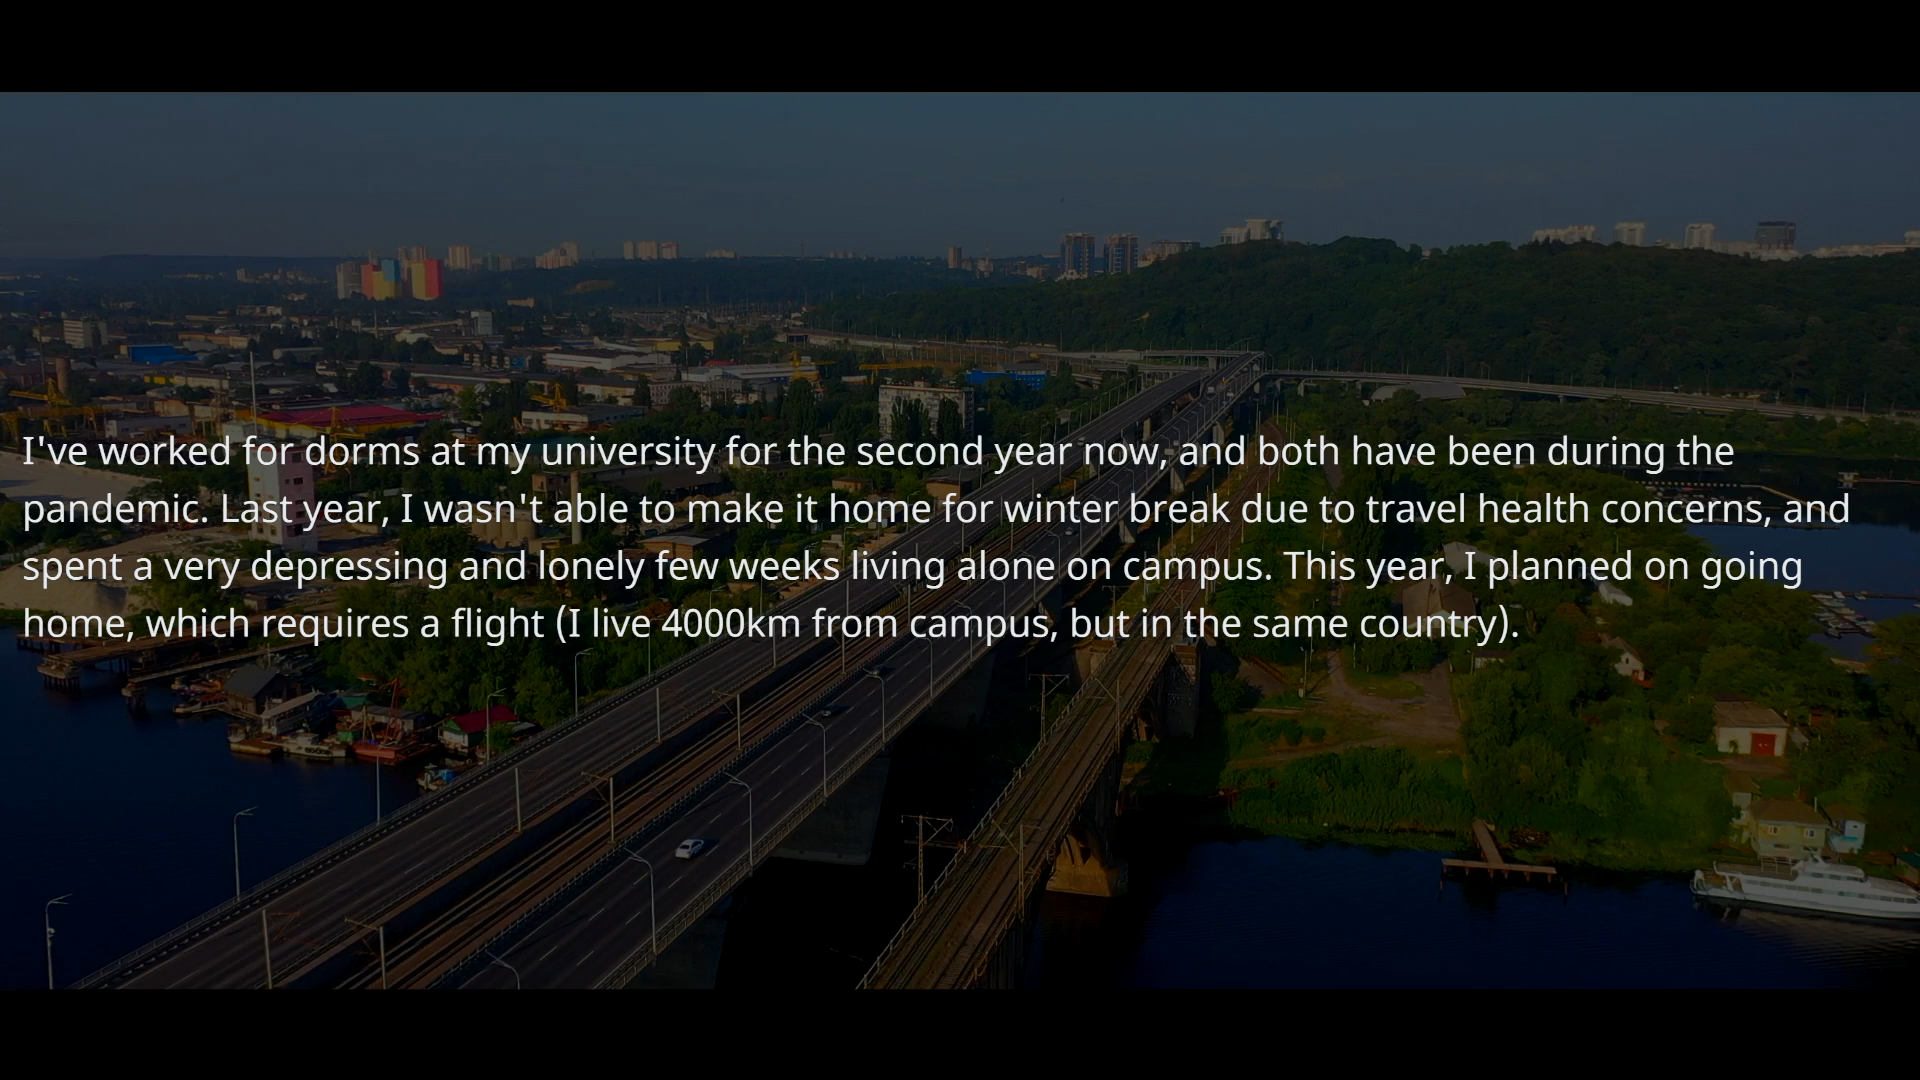 I've worked for dorms at my university for the second year now, and both have been during the
pandemic. Last year, I wasn't able to make it home for winter break due to travel health concerns, and
spent a very depressing and lonely few weeks living alone on campus. This year, I planned on going
home, which requires a flight (I live 4000km from campus, but in the same country).